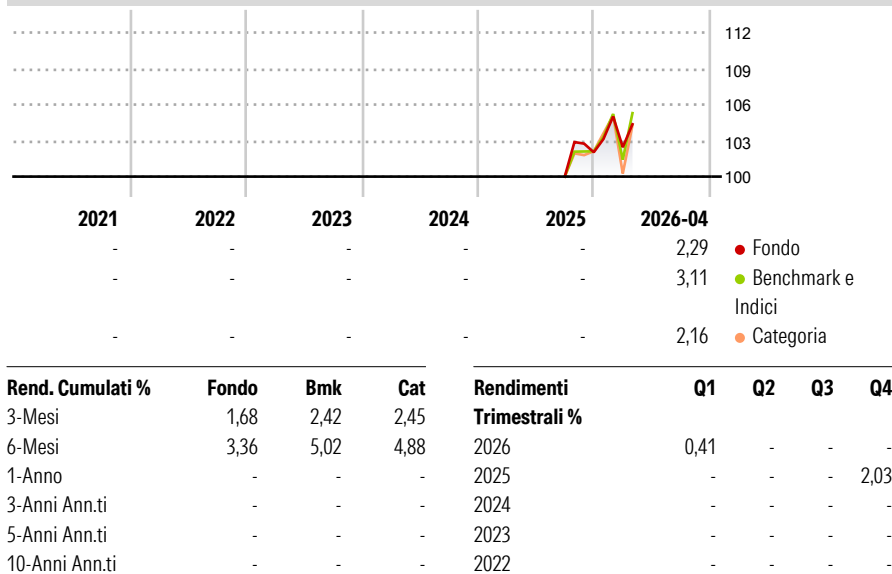 112
109
106
103
100
2021 2022 2023 2024 2025 2026-04
- - - - - 2,29 Fondo
- - - - - 3,11 Benchmark e
Indici
- - - - - 2,16 Categoria
Rend. Cumulati % Fondo Bmk Cat
3-Mesi 1,68 2,42 2,45
6-Mesi 3,36 5,02 4,88
1-Anno - - -
3-Anni Ann.ti - - -
5-Anni Ann.ti - - -
10-Anni Ann.ti - - -
Rendimenti Q1 Q2 Q3 Q4
Trimestrali %
2026 0,41 - - -
2025 - - - 2,03
2024 - - - -
2023 - - - -
2022 - - - -